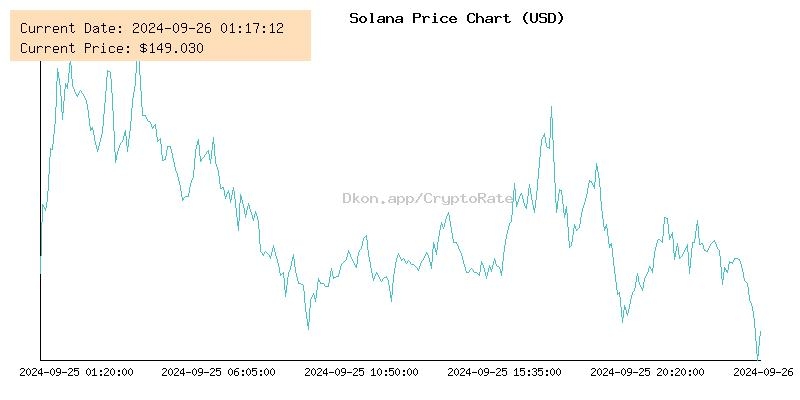 Solana Price Chart (USD)
Current Date: 2024-09-26 01:17:12
Current Price: $149.030
Dkon.app/CryptoRate
2024-09-25 01:20:00 2024-09-25 06:05:00 2024-09-25 10:50:00 2024-09-25 15:35:00 2024-09-25 20:20:00 2024-09-26